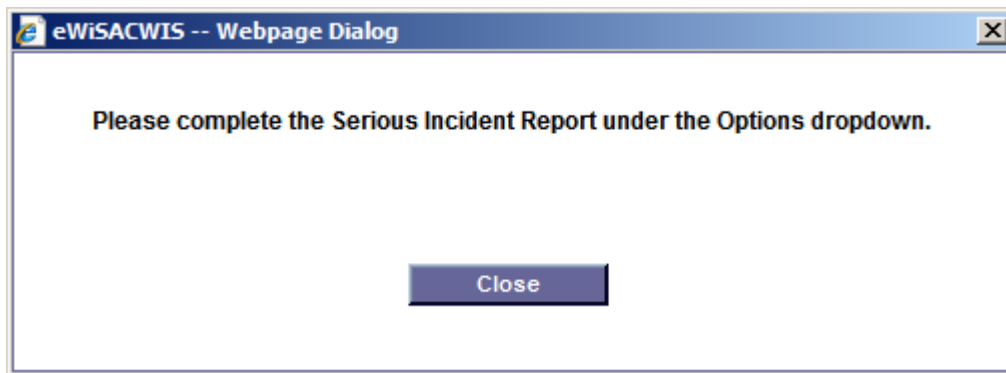 eWiSACWIS -- Webpage Dialog
Please complete the Serious Incident Report under the Options dropdown.
Close